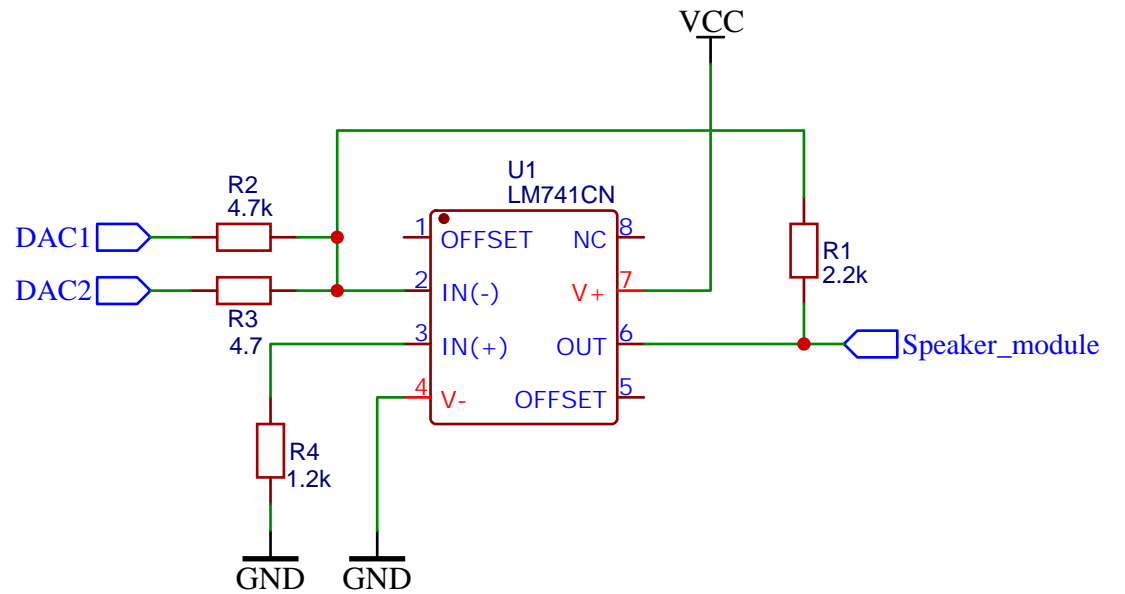 VCC
U1
LM741CN
R2
4.7k
DAC1
1
OFFSET
NC
8
R1
2.2k
DAC2
2
IN(-)
V+
7
R3
4.7
3
IN(+)
OUT
6
Speaker_module
4
V-
OFFSET
5
R4
1.2k
GND
GND